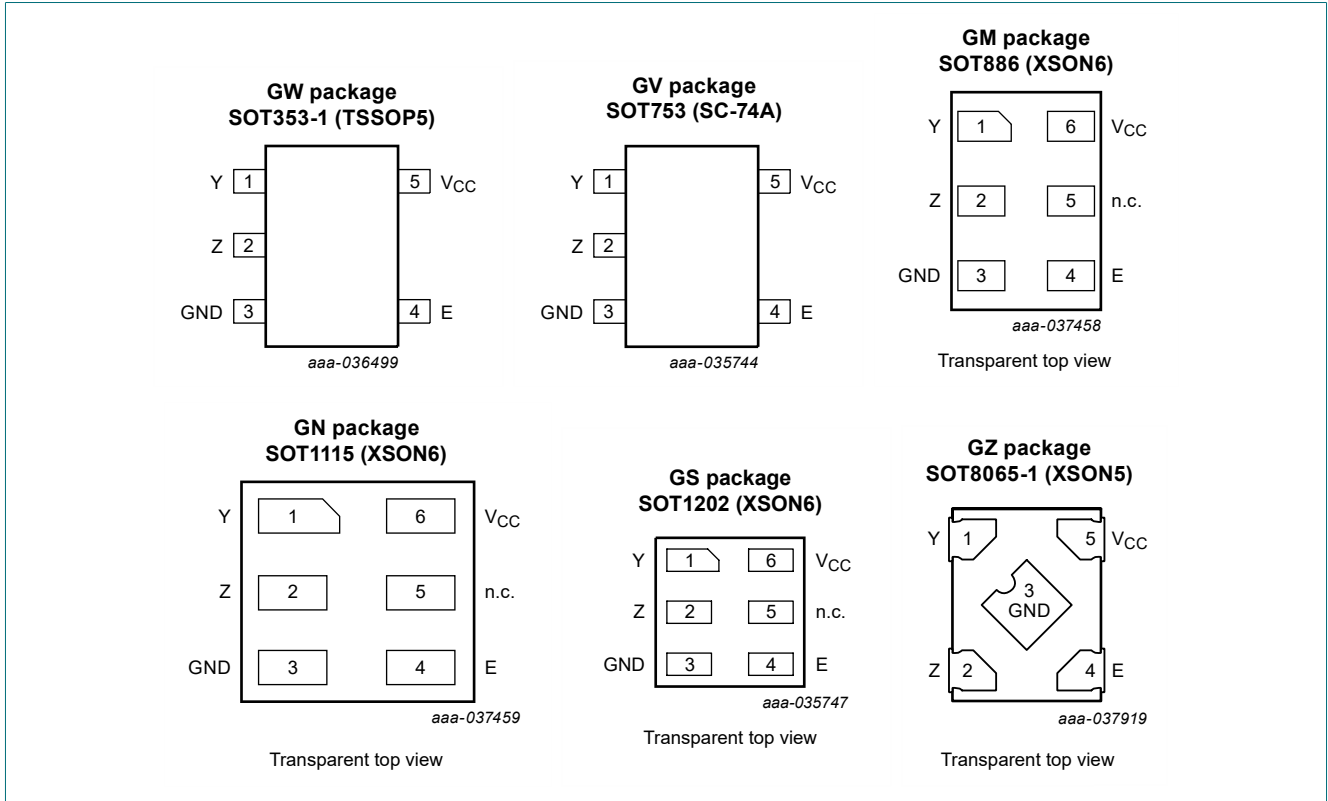 GW package
SOT353-1 (TSSOP5)
Y 1
5 VCC
Z 2
GND 3
4 E
aaa-036499
GV package
SOT753 (SC-74A)
Y 1
5 VCC
Z 2
GND 3
4 E
aaa-035744
GM package
SOT886 (XSON6)
Y 1 6 VCC
Z 2 5 n.c.
GND 3 4 E
aaa-037458
Transparent top view
GN package
SOT1115 (XSON6)
Y 1 6 VCC
Z 2 5 n.c.
GND 3 4 E
aaa-037459
Transparent top view
GS package
SOT1202 (XSON6)
Y 1 6 VCC
Z 2 5 n.c.
GND 3 4 E
aaa-035747
Transparent top view
GZ package
SOT8065-1 (XSON5)
Y 1 5 VCC
3
GND
Z 2 4 E
aaa-037919
Transparent top view